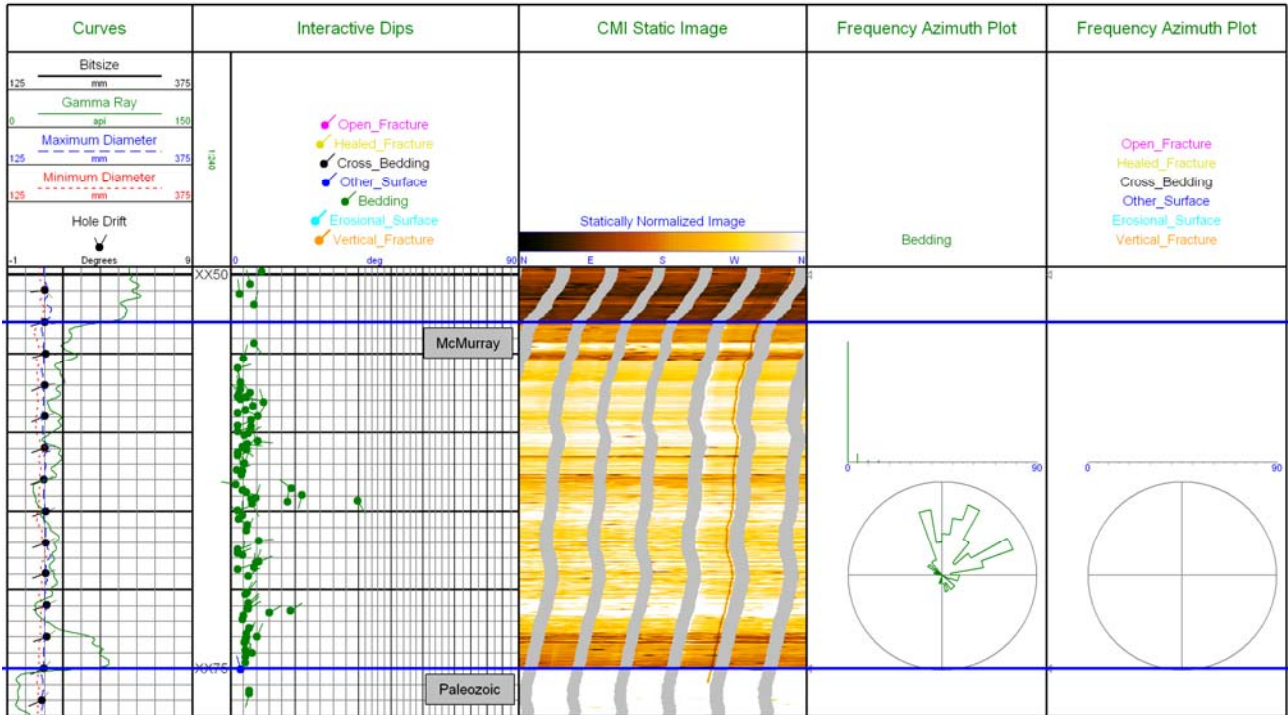 Curves
Interactive Dips
CMI Static Image
Frequency Azimuth Plot
Frequency Azimuth Plot
Bitsize
125 mm 375
Gamma Ray
0 api 150
Maximum Diameter
125 mm 375
Minimum Diameter
125 mm 375
Hole Drift
-1 Degrees 9
1:240
Open_Fracture
Healed_Fracture
Cross_Bedding
Other_Surface
Bedding
Erosional_Surface
Vertical_Fracture
0 deg 90
Statically Normalized Image
N E S W N
Bedding
Open_Fracture
Healed_Fracture
Cross_Bedding
Other_Surface
Erosional_Surface
Vertical_Fracture
XX50
McMurray
0 90
0 90
XX75
Paleozoic